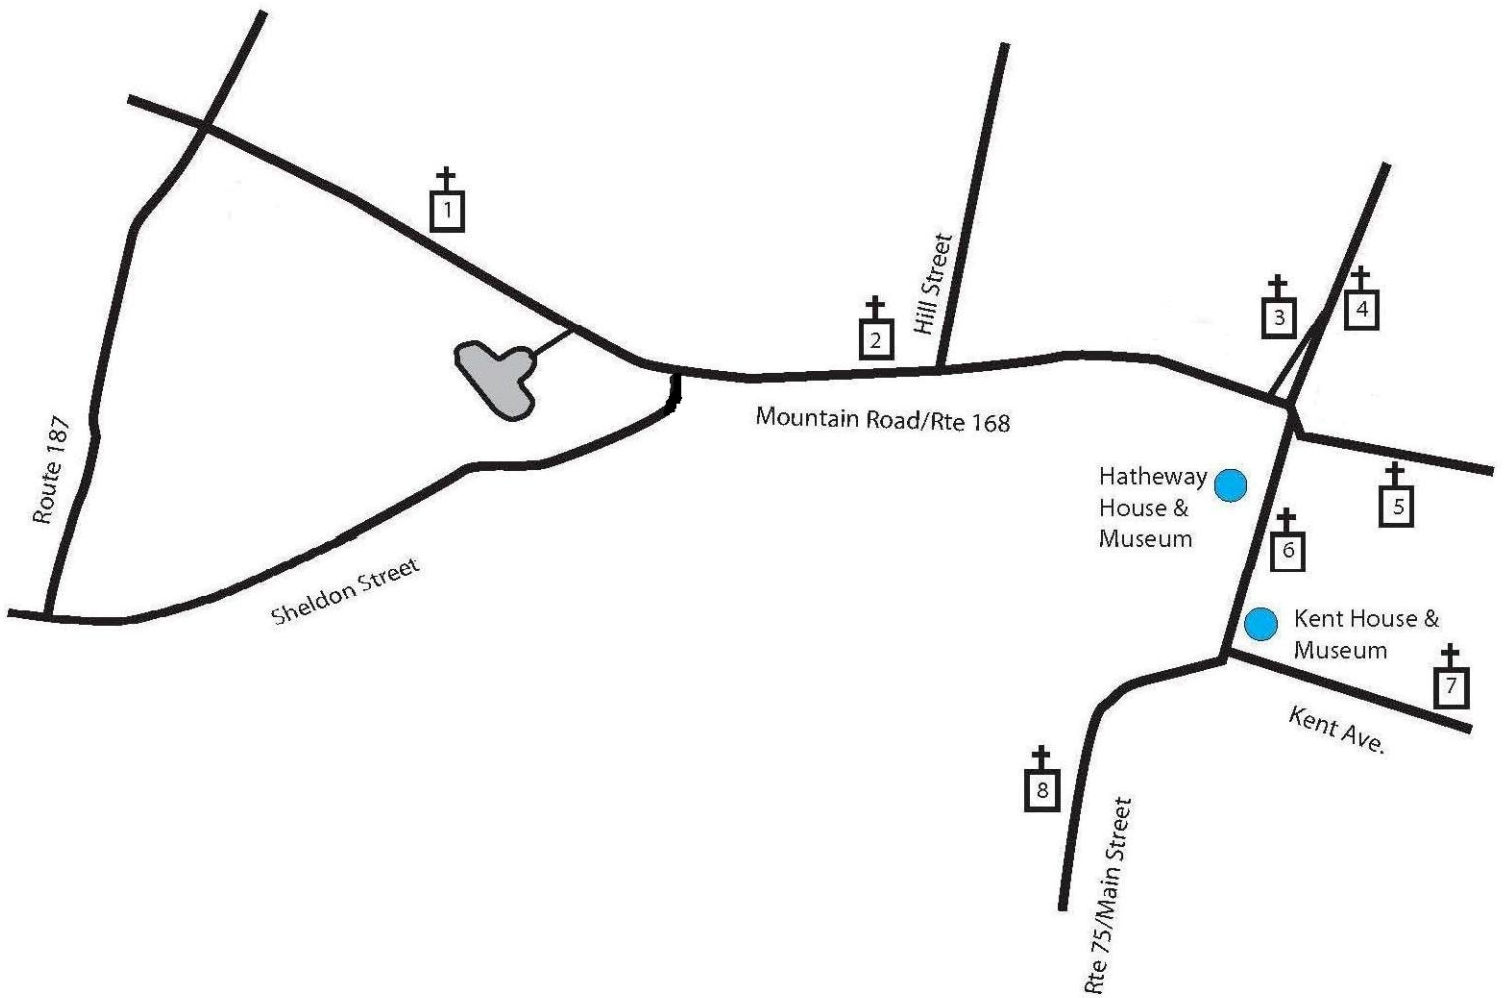 1
2
Hill Street
3
4
Mountain Road/Rte 168
Route 187
Hatheway
House &
Museum
5
6
Sheldon Street
Kent House &
Museum
7
Kent Ave.
8
Rte 75/Main Street